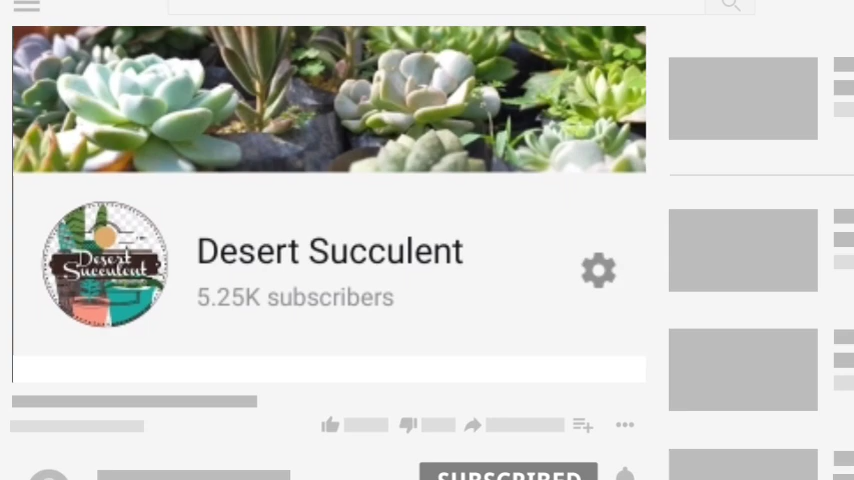 Desert Succulent
5.25K subscribers
Desert
Succulent
SUBSCRIBED